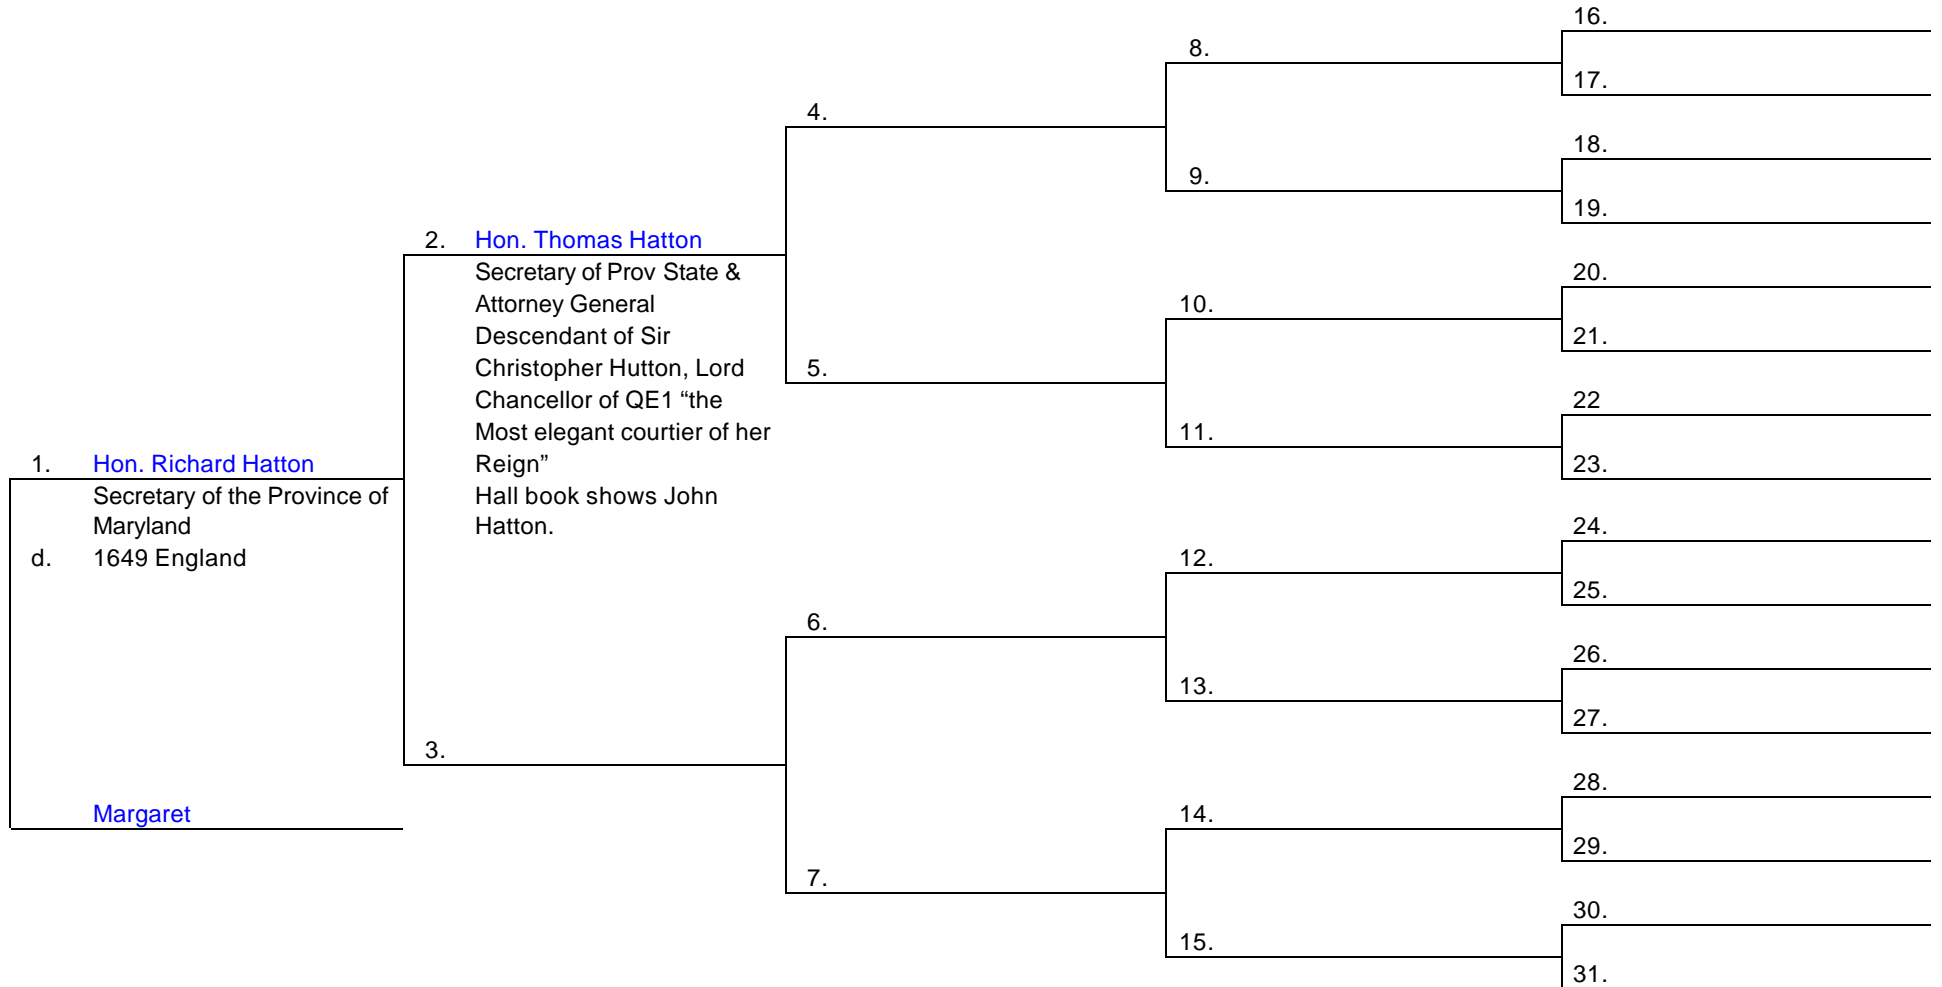 1. Hon. Richard Hatton
Secretary of the Province of
Maryland
d. 1649 England
Margaret
2. Hon. Thomas Hatton
Secretary of Prov State &
Attorney General
Descendant of Sir
Christopher Hutton, Lord
Chancellor of QE1 “the
Most elegant courtier of her
Reign”
Hall book shows John
Hatton.
3.
4.
5.
6.
7.
8.
9.
10.
11.
12.
13.
14.
15.
16.
17.
18.
19.
20.
21.
22
23.
24.
25.
26.
27.
28.
29.
30.
31.